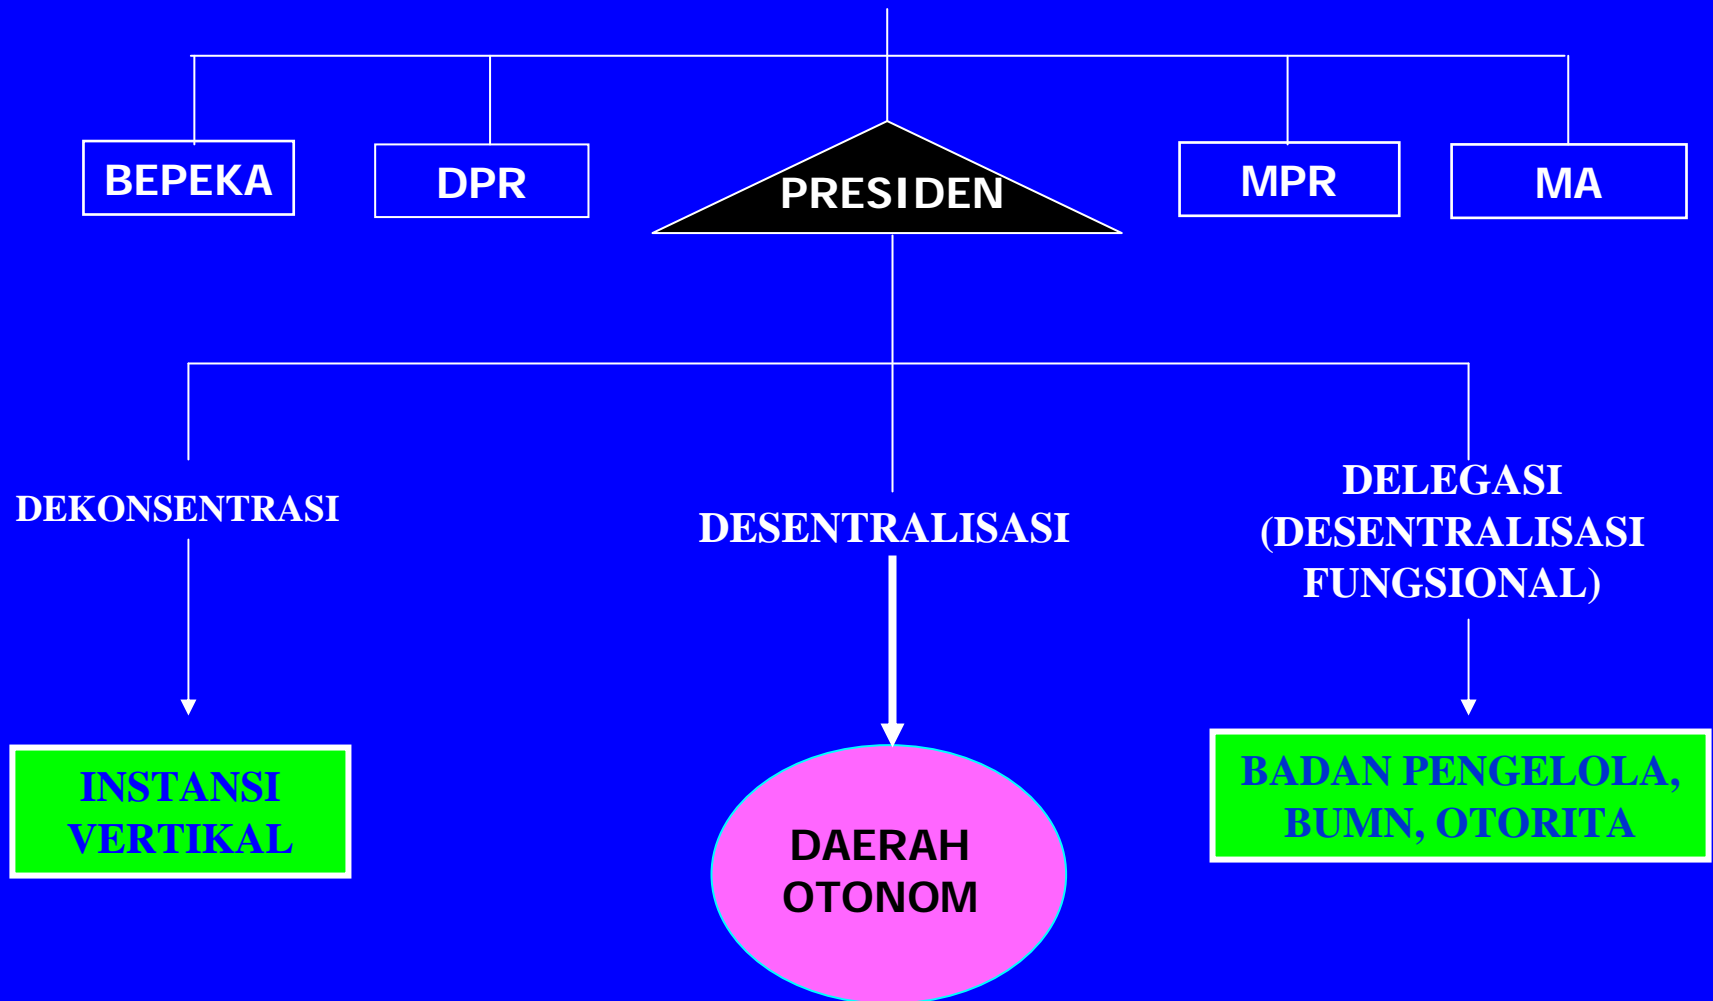 BEPEKA
DPR
PRESIDEN
MPR
MA
DEKONSENTRASI
DESENTRALISASI
DELEGASI
(DESENTRALISASI
FUNGSIONAL)
INSTANSI
VERTIKAL
DAERAH
OTONOM
BADAN PENGELOLA,
BUMN, OTORITA